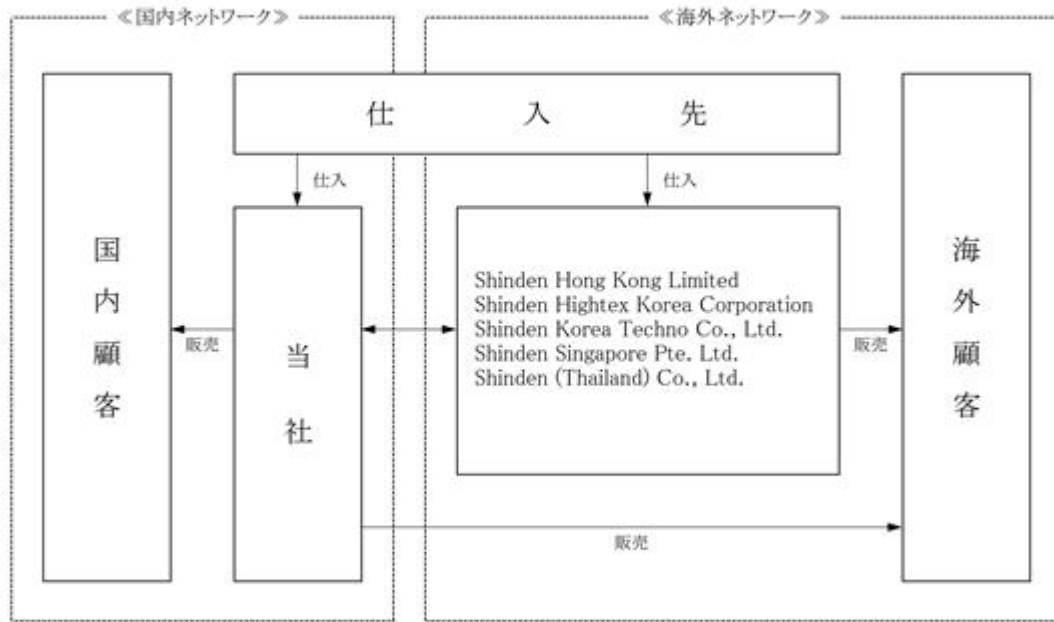 ≪国内ネットワーク≫
≪海外ネットワーク≫
仕入先
仕入
仕入
国内顧客
販売
当社
Shinden Hong Kong Limited
Shinden Hightex Korea Corporation
Shinden Korea Techno Co., Ltd.
Shinden Singapore Pte. Ltd.
Shinden (Thailand) Co., Ltd.
販売
海外顧客
販売